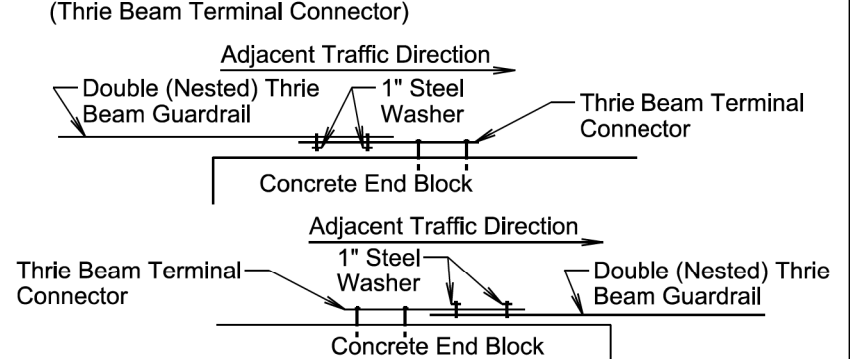 (Thrie Beam Terminal Connector)
Adjacent Traffic Direction
Double (Nested) Thrie
Beam Guardrail
1" Steel
Washer
Thrie Beam Terminal
Connector
Concrete End Block
Adjacent Traffic Direction
1" Steel
Washer
Thrie Beam Terminal
Connector
Double (Nested) Thrie
Beam Guardrail
Concrete End Block